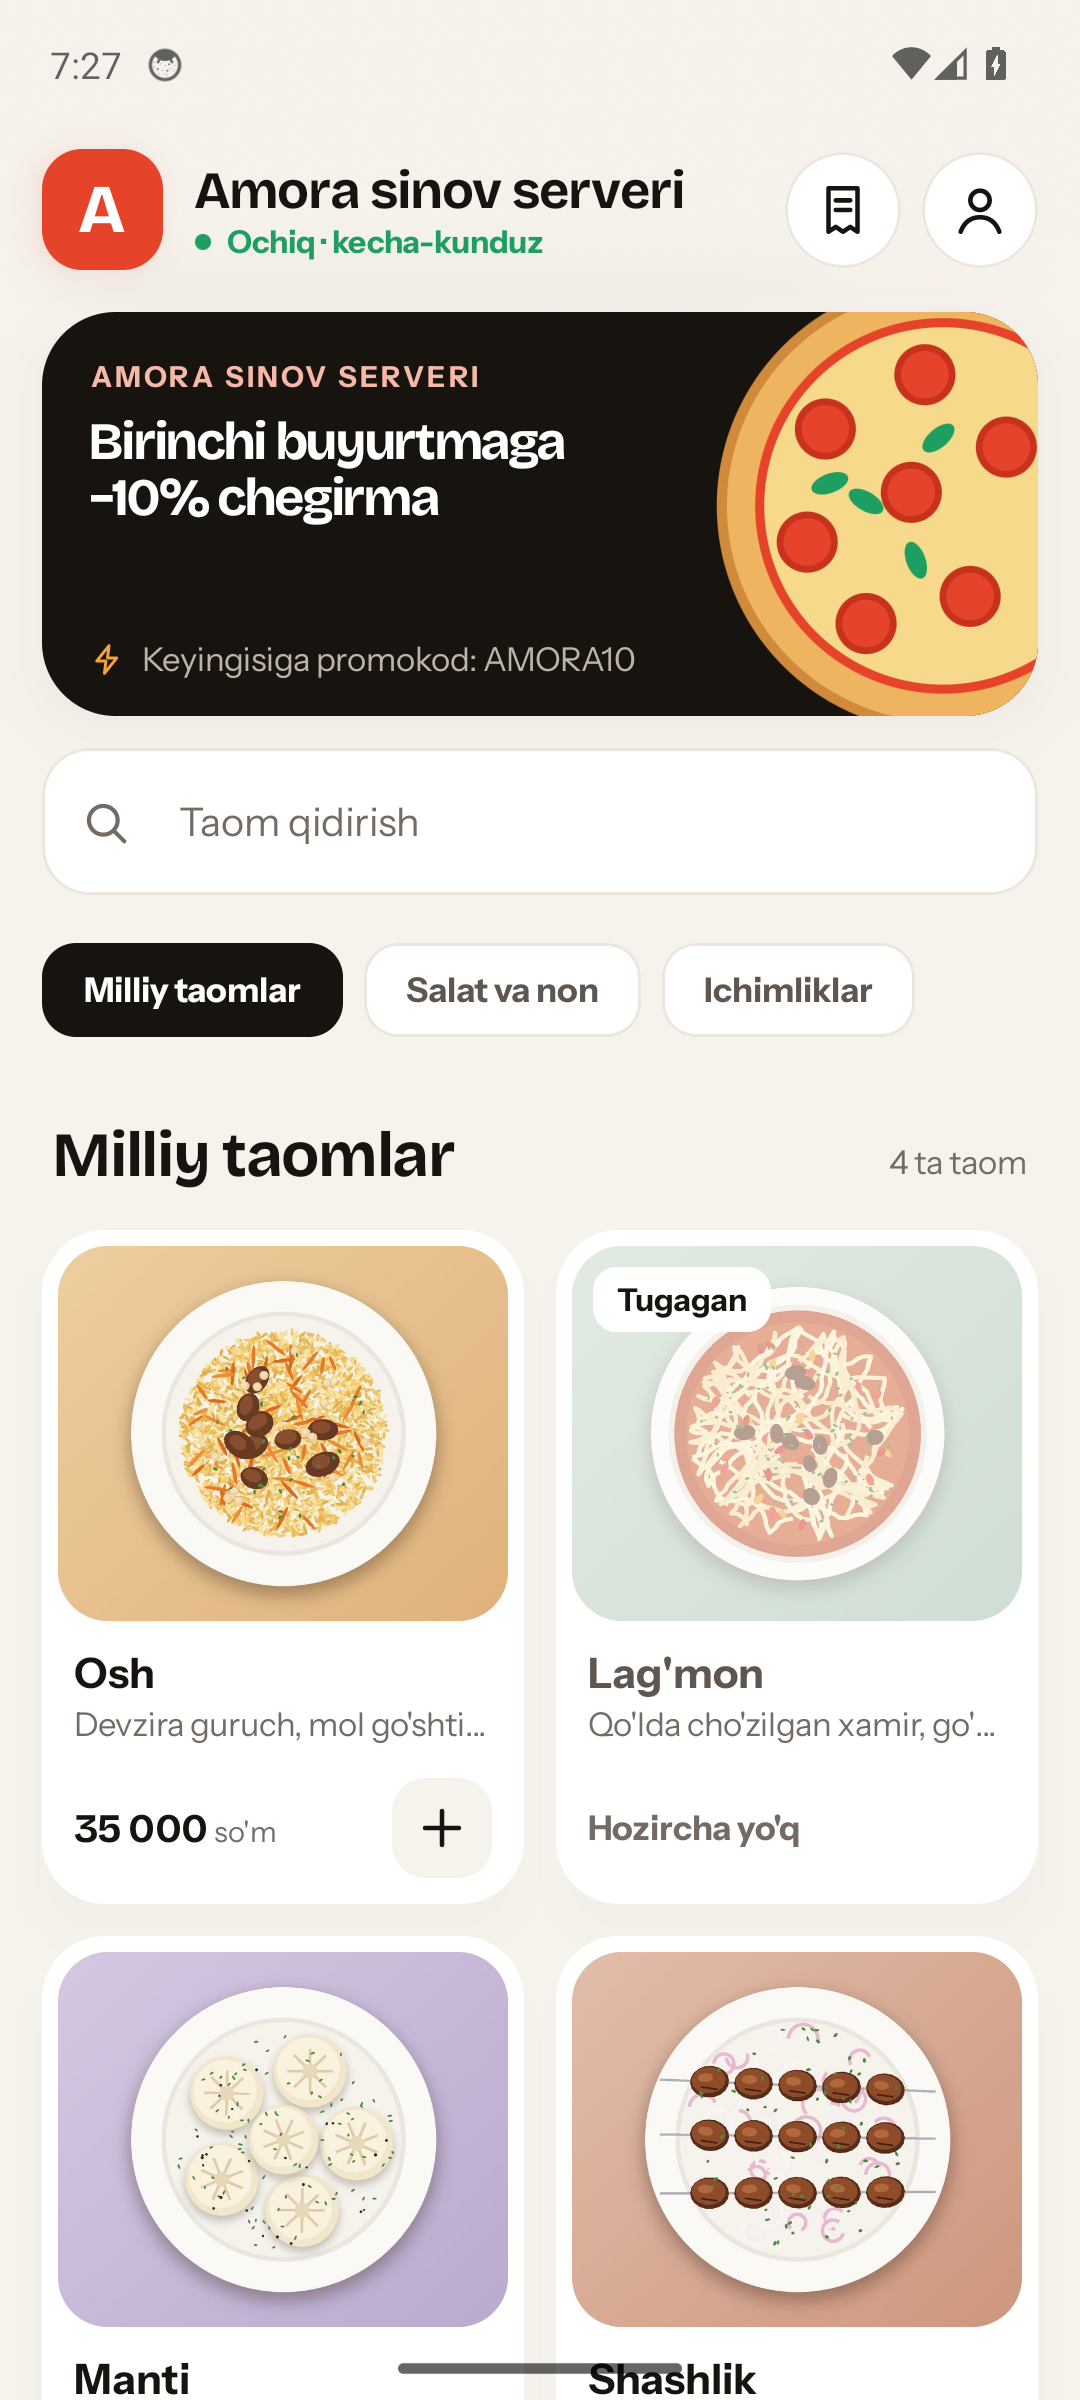 7:27
A
Amora sinov serveri
Ochiq · kecha-kunduz
AMORA SINOV SERVERI
Birinchi buyurtmaga
−10% chegirma
Keyingisiga promokod: AMORA10
Taom qidirish
Milliy taomlar
Salat va non
Ichimliklar
Milliy taomlar
4 ta taom
Tugagan
Osh
Devzira guruch, mol go'shti...
35 000 so'm
Lag'mon
Qo'lda cho'zilgan xamir, go'...
Hozircha yo'q
Manti
Shashlik